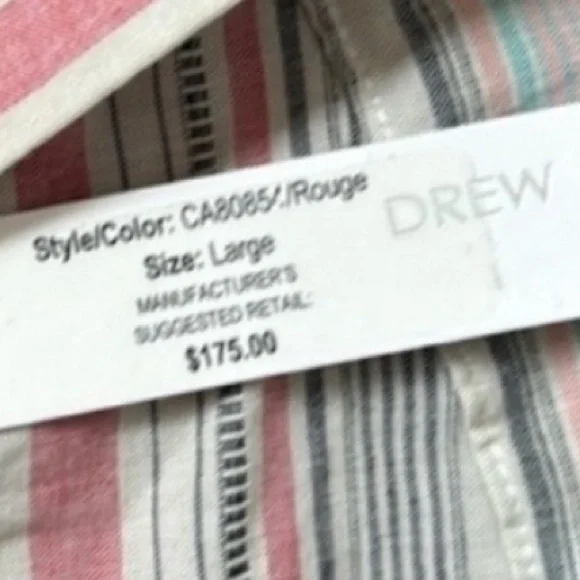 Style/Color: CA8085/./Rouge
Size: Large
MANUFACTURER'S
SUGGESTED RETAIL:
$175.00
DREW